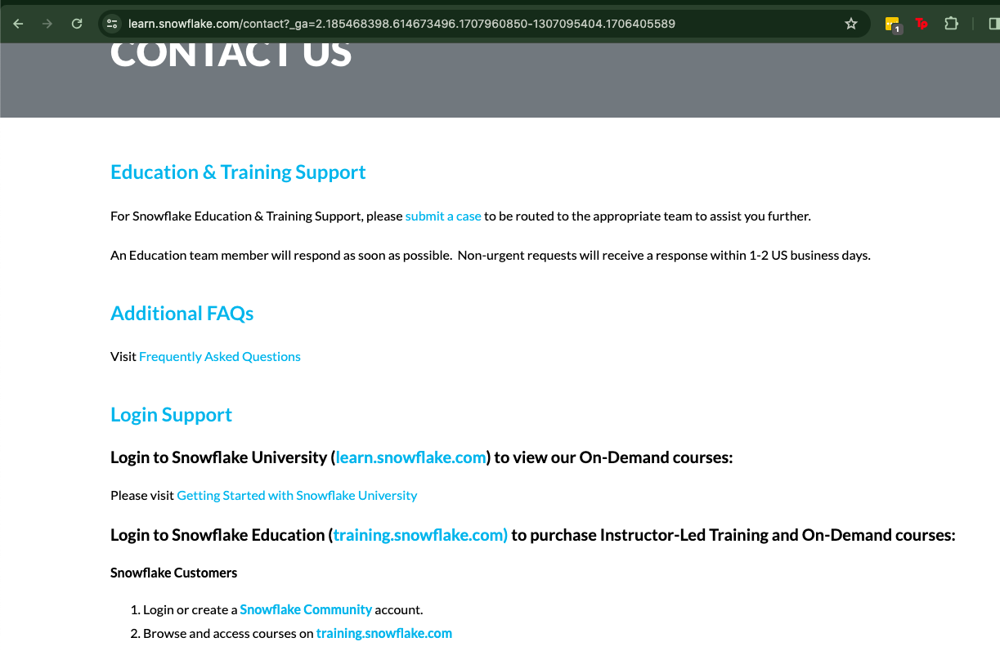 learn.snowflake.com/contact?_ga=2.185468398.614673496.1707960850-1307095404.1706405589
1
Tp
CONTACT US
Education & Training Support
For Snowflake Education & Training Support, please submit a case to be routed to the appropriate team to assist you further.
An Education team member will respond as soon as possible.  Non-urgent requests will receive a response within 1-2 US business days.
Additional FAQs
Visit Frequently Asked Questions
Login Support
Login to Snowflake University (learn.snowflake.com) to view our On-Demand courses:
Please visit Getting Started with Snowflake University
Login to Snowflake Education (training.snowflake.com) to purchase Instructor-Led Training and On-Demand courses:
Snowflake Customers
1. Login or create a Snowflake Community account.
2. Browse and access courses on training.snowflake.com